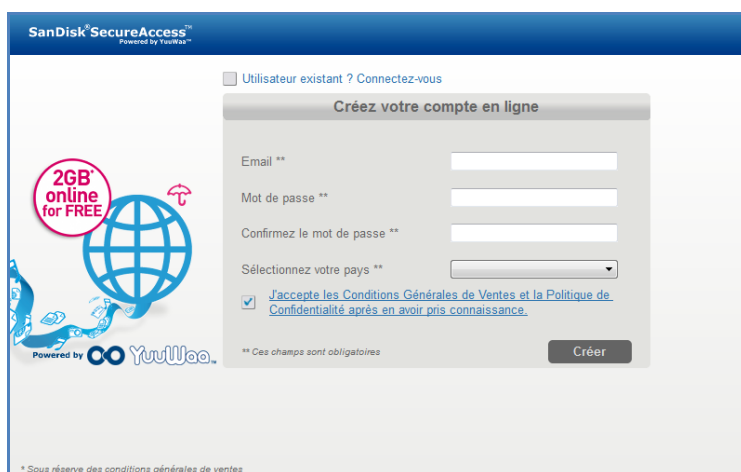 SanDisk®SecureAccess™
Powered by YuuWaa™
Utilisateur existant ? Connectez-vous
Créez votre compte en ligne
Email **
Mot de passe **
Confirmez le mot de passe **
Sélectionnez votre pays **
J'accepte les Conditions Générales de Ventes et la Politique de
Confidentialité après en avoir pris connaissance.
** Ces champs sont obligatoires
Créer
2GB*
online
for FREE
Powered by YuuWaa™
* Sous réserve des conditions générales de ventes